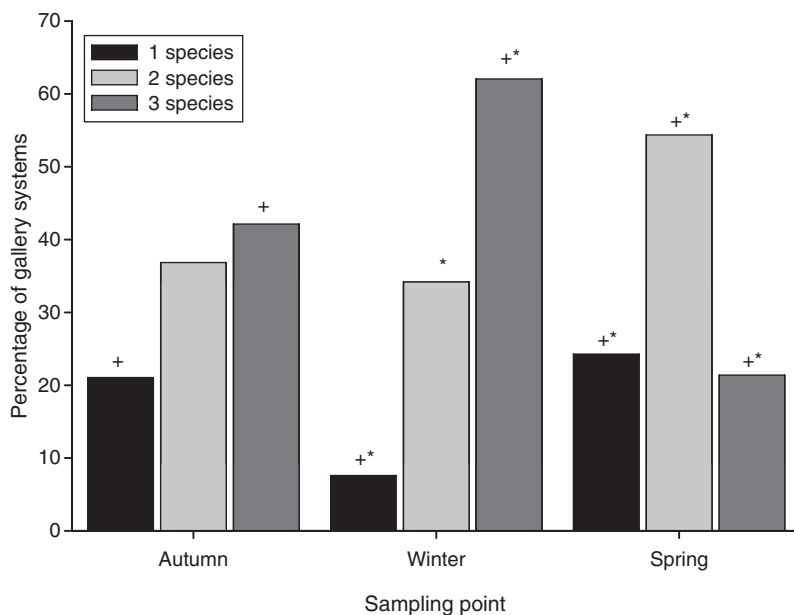 70
60
50
40
30
20
10
0
Percentage of gallery systems
1 species
2 species
3 species
+
+
+*
*
+*
+*
+*
+*
Autumn Winter Spring
Sampling point